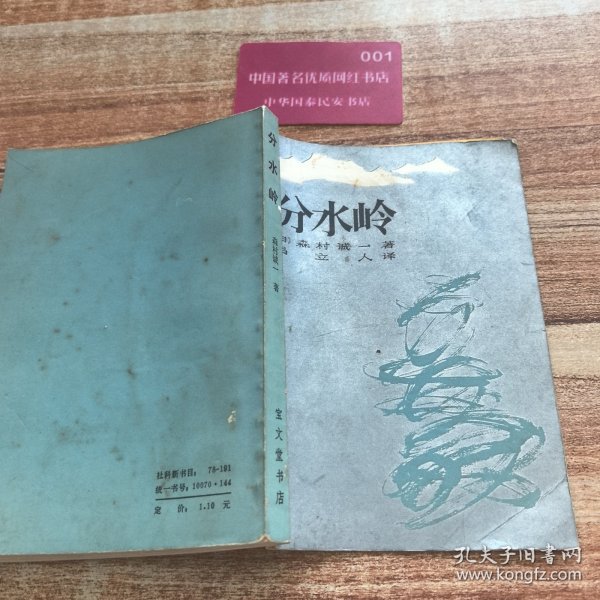 001
中国著名优质网红书店
中华国泰民安书店
分水岭
森村诚一 著
宝文堂书店
分水岭
森村诚一著
立人译
社科新书目：78-191
统一书号：10070·144
定 价：1.10 元
孔夫子旧书网
www.kongfz.com